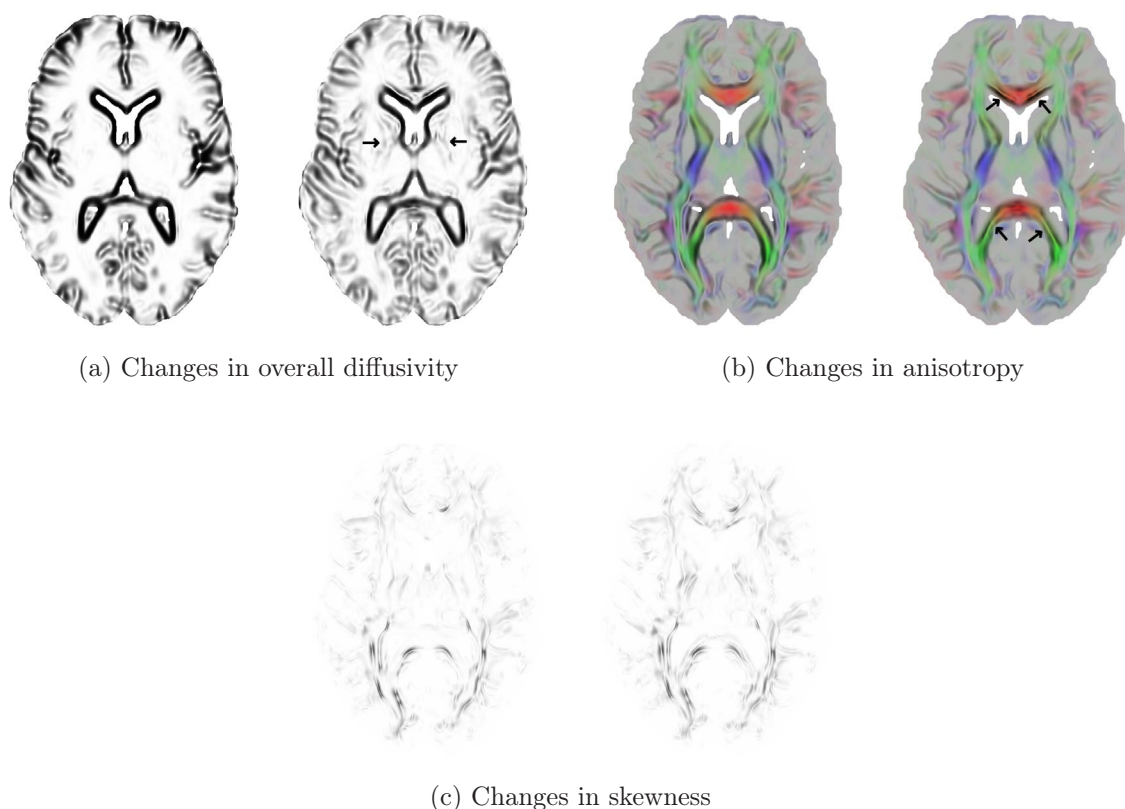 (a) Changes in overall diffusivity
(b) Changes in anisotropy
(c) Changes in skewness